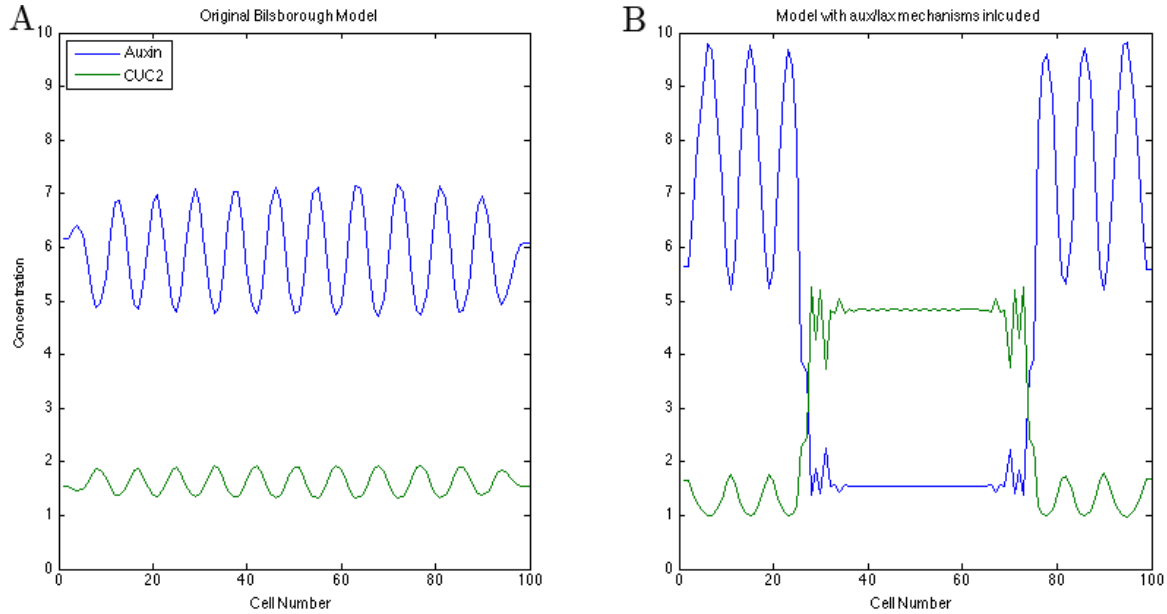 A
Original Bilsborough Model
10
9
8
7
6
5
4
3
2
1
0
Concentration
Auxin
CUC2
0 20 40 60 80 100
Cell Number
B
Model with aux/lax mechanisms inlcuded
10
9
8
7
6
5
4
3
2
1
0
0 20 40 60 80 100
Cell Number